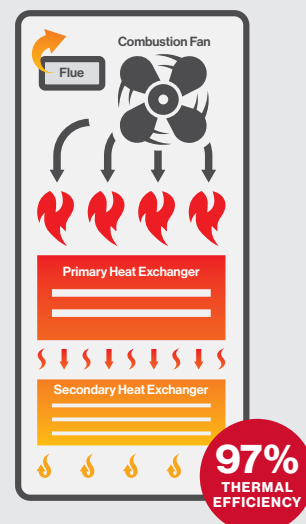 Combustion Fan
Flue
Primary Heat Exchanger
Secondary Heat Exchanger
97%
THERMAL
EFFICIENCY